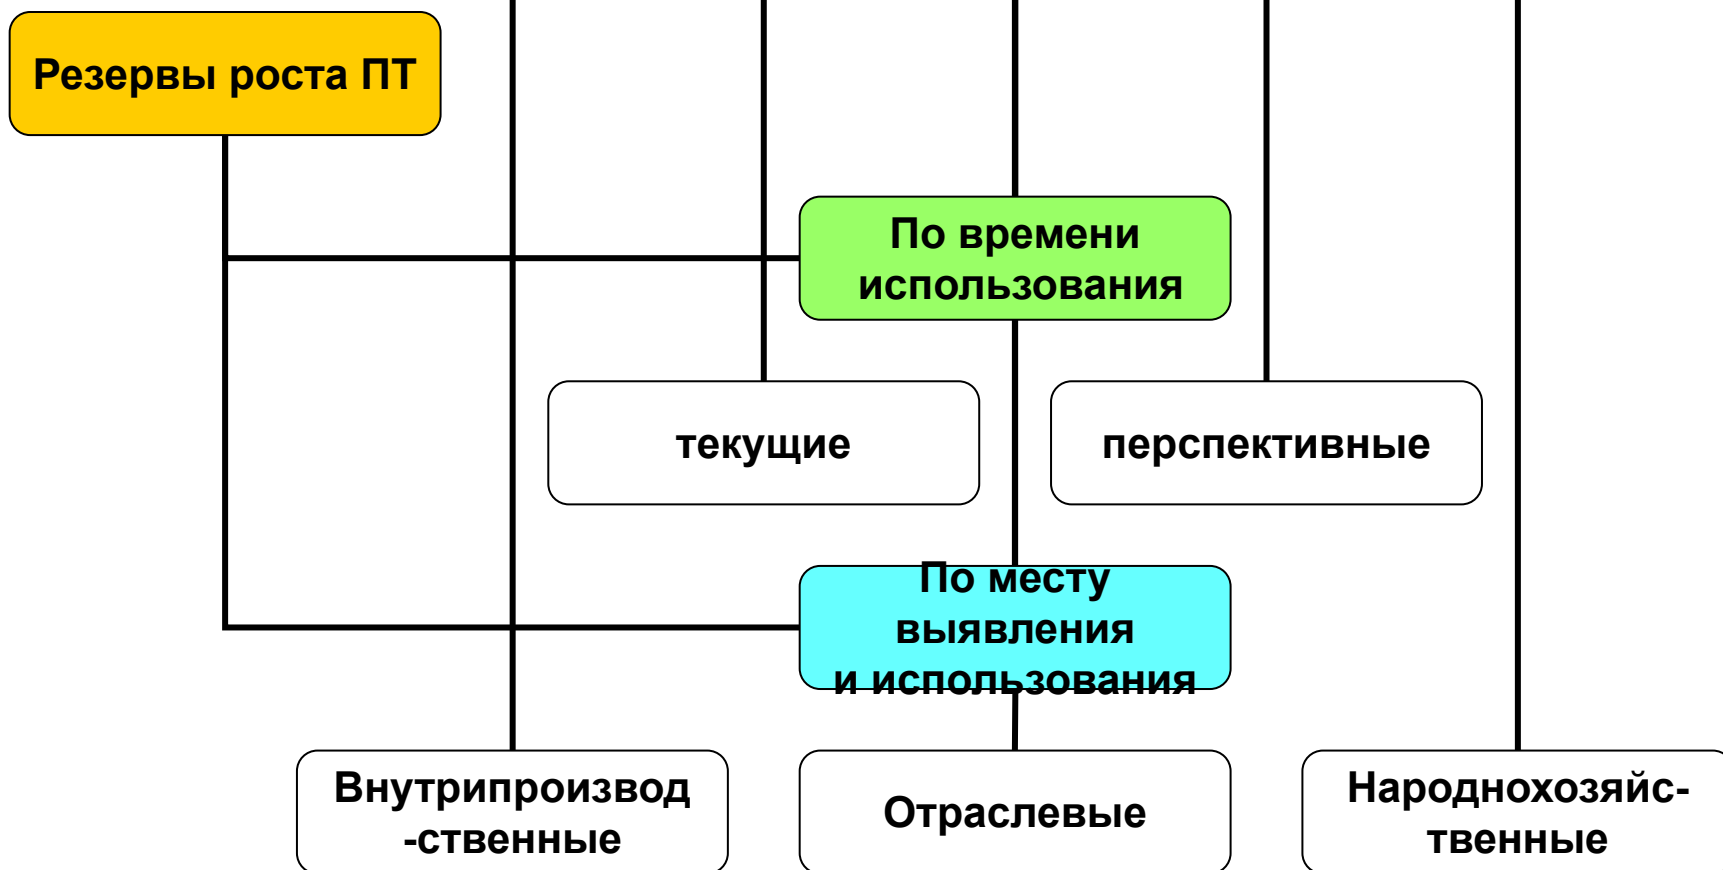 Резервы роста ПТ
По времени
использования
текущие
перспективные
По месту
выявления
и использования
Внутрипроизвод
-ственные
Отраслевые
Народнохозяйс-
твенные